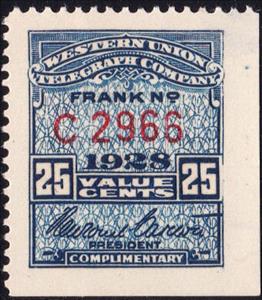 WESTERN UNION
TELEGRAPH COMPANY
FRANK NO
C 2966
1928
25 VALUE 25
CENTS
PRESIDENT
COMPLIMENTARY